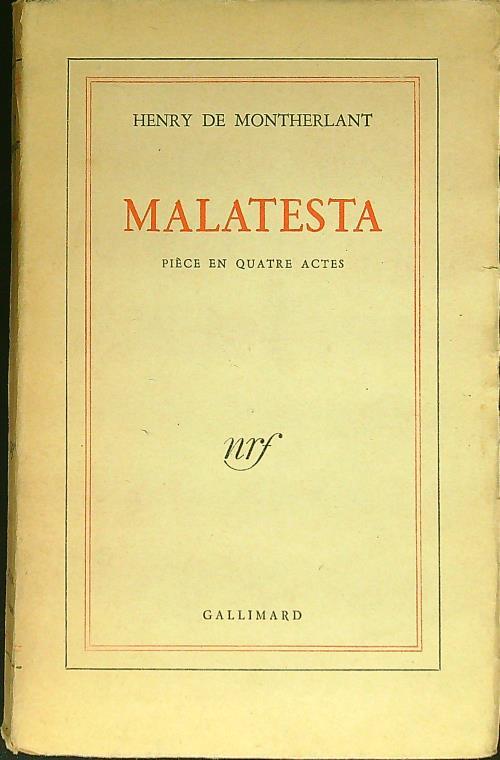 HENRY DE MONTHERLANT
MALATESTA
PIÈCE EN QUATRE ACTES
nrf
GALLIMARD